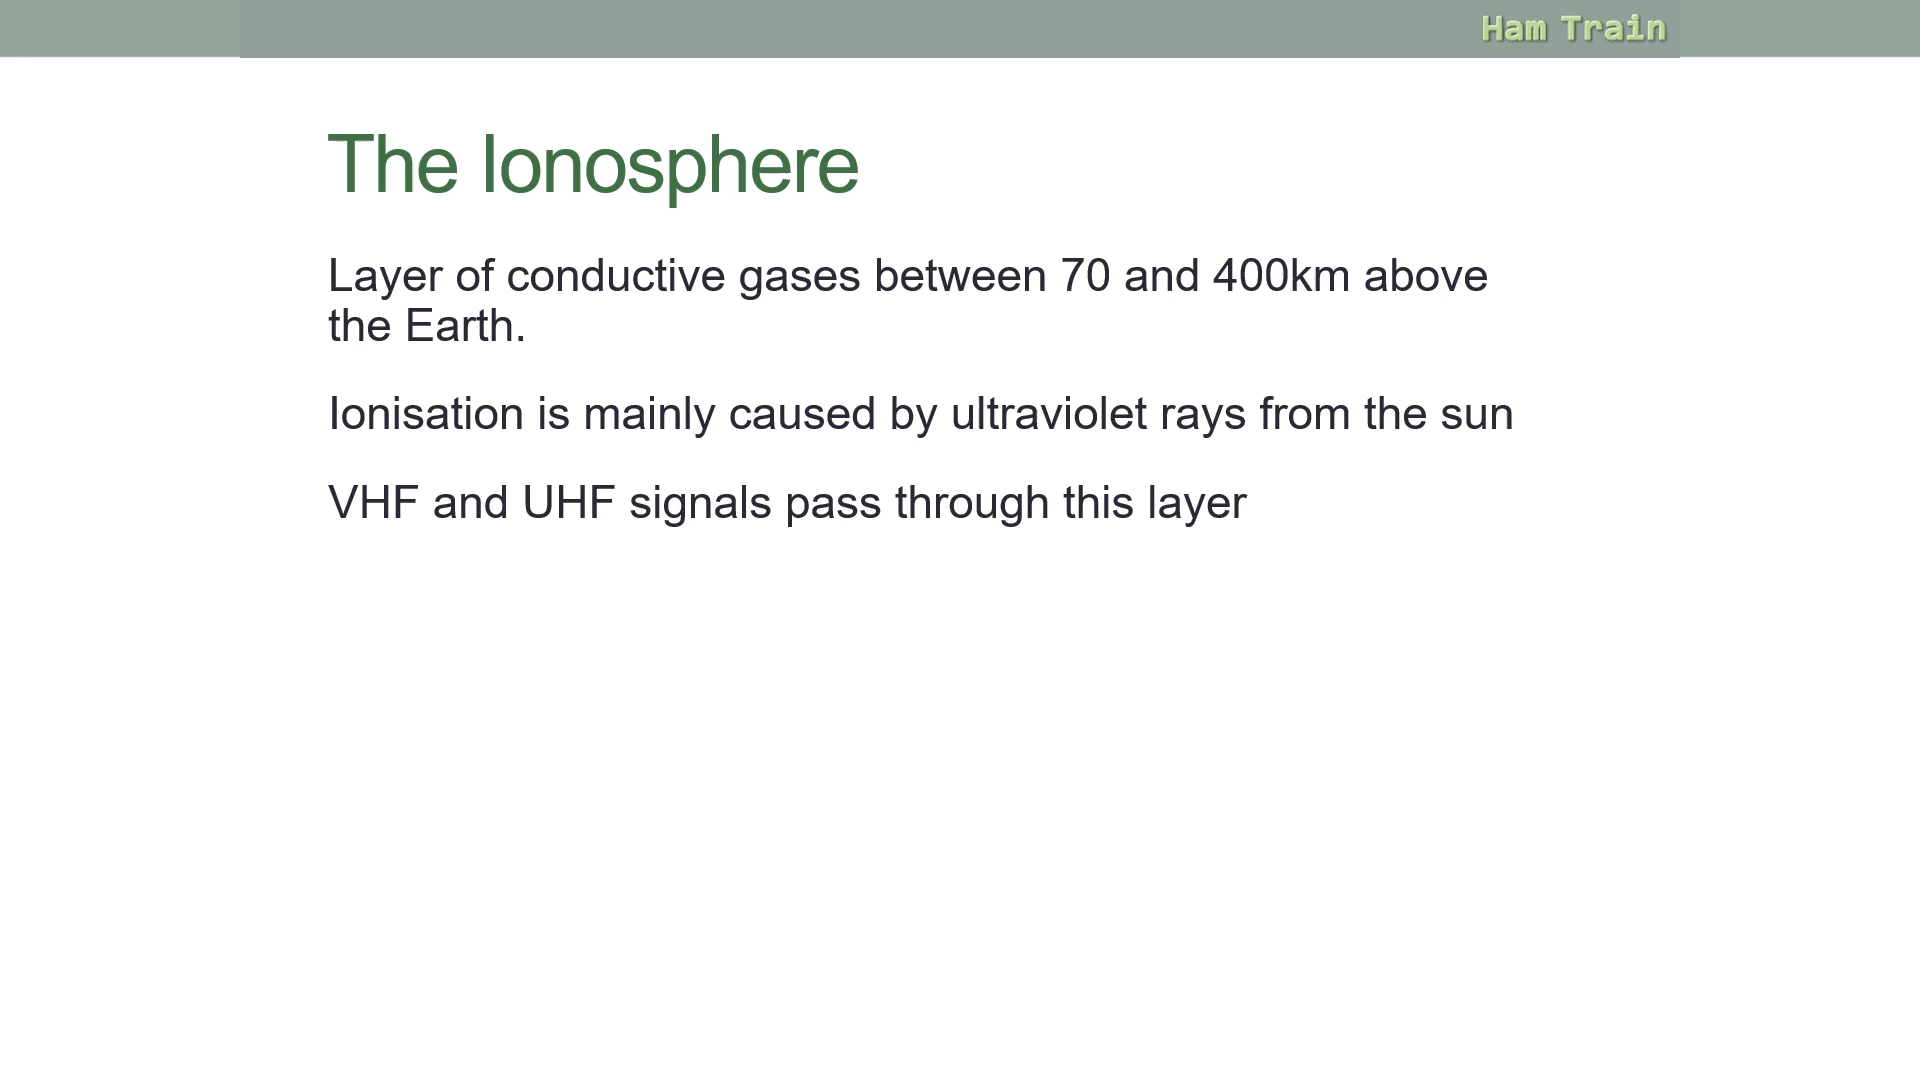 Ham Train
The Ionosphere
Layer of conductive gases between 70 and 400km above
the Earth.
Ionisation is mainly caused by ultraviolet rays from the sun
VHF and UHF signals pass through this layer